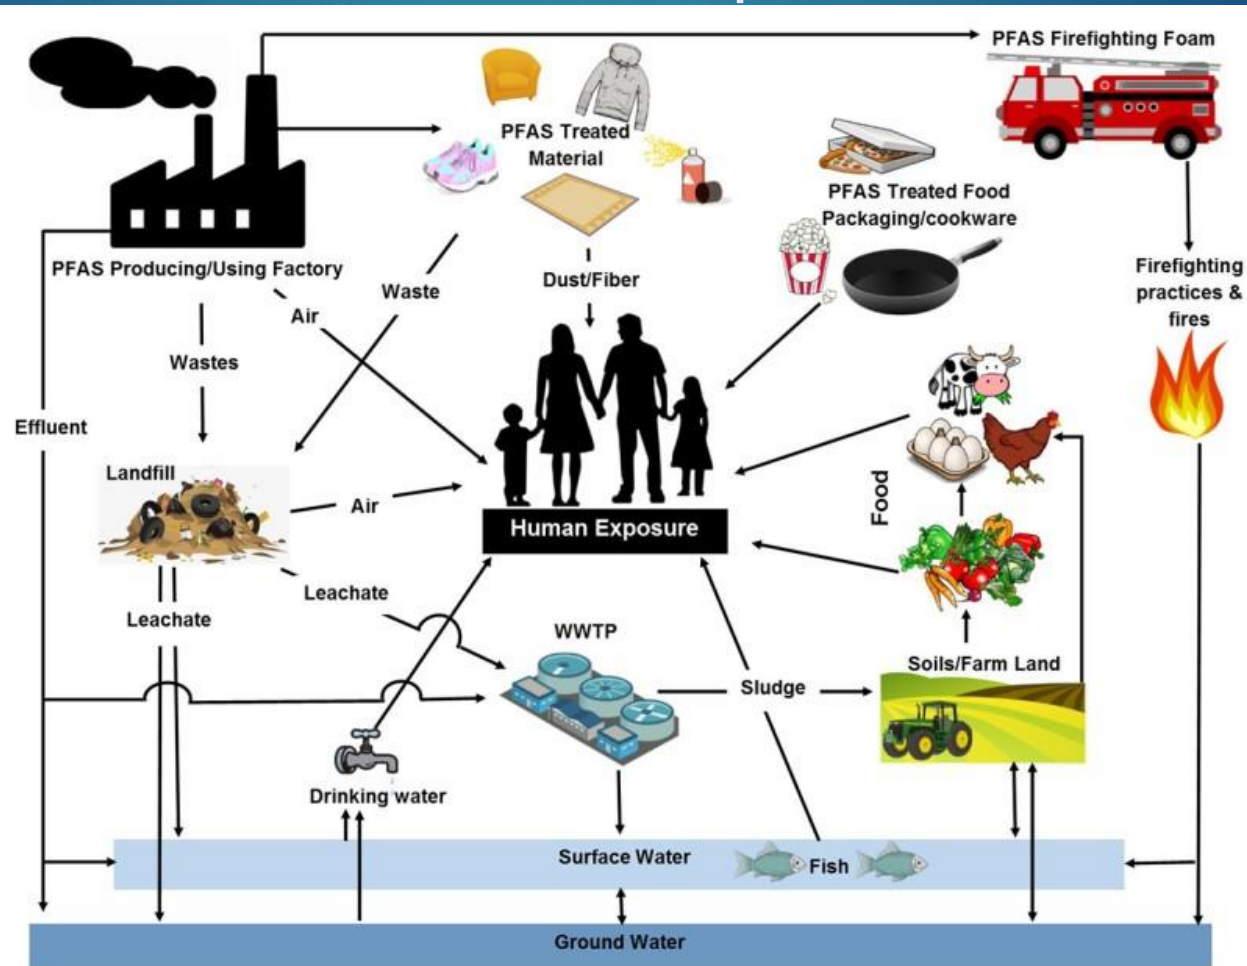 PFAS Firefighting Foam
PFAS Treated
Material
PFAS Treated Food
Packaging/cookware
PFAS Producing/Using Factory
Firefighting
practices &
fires
Dust/Fiber
Waste
Air
Wastes
Effluent
Landfill
Air
Food
Human Exposure
Leachate
Leachate
WWTP
Soils/Farm Land
Sludge
Drinking water
Surface Water
Fish
Ground Water